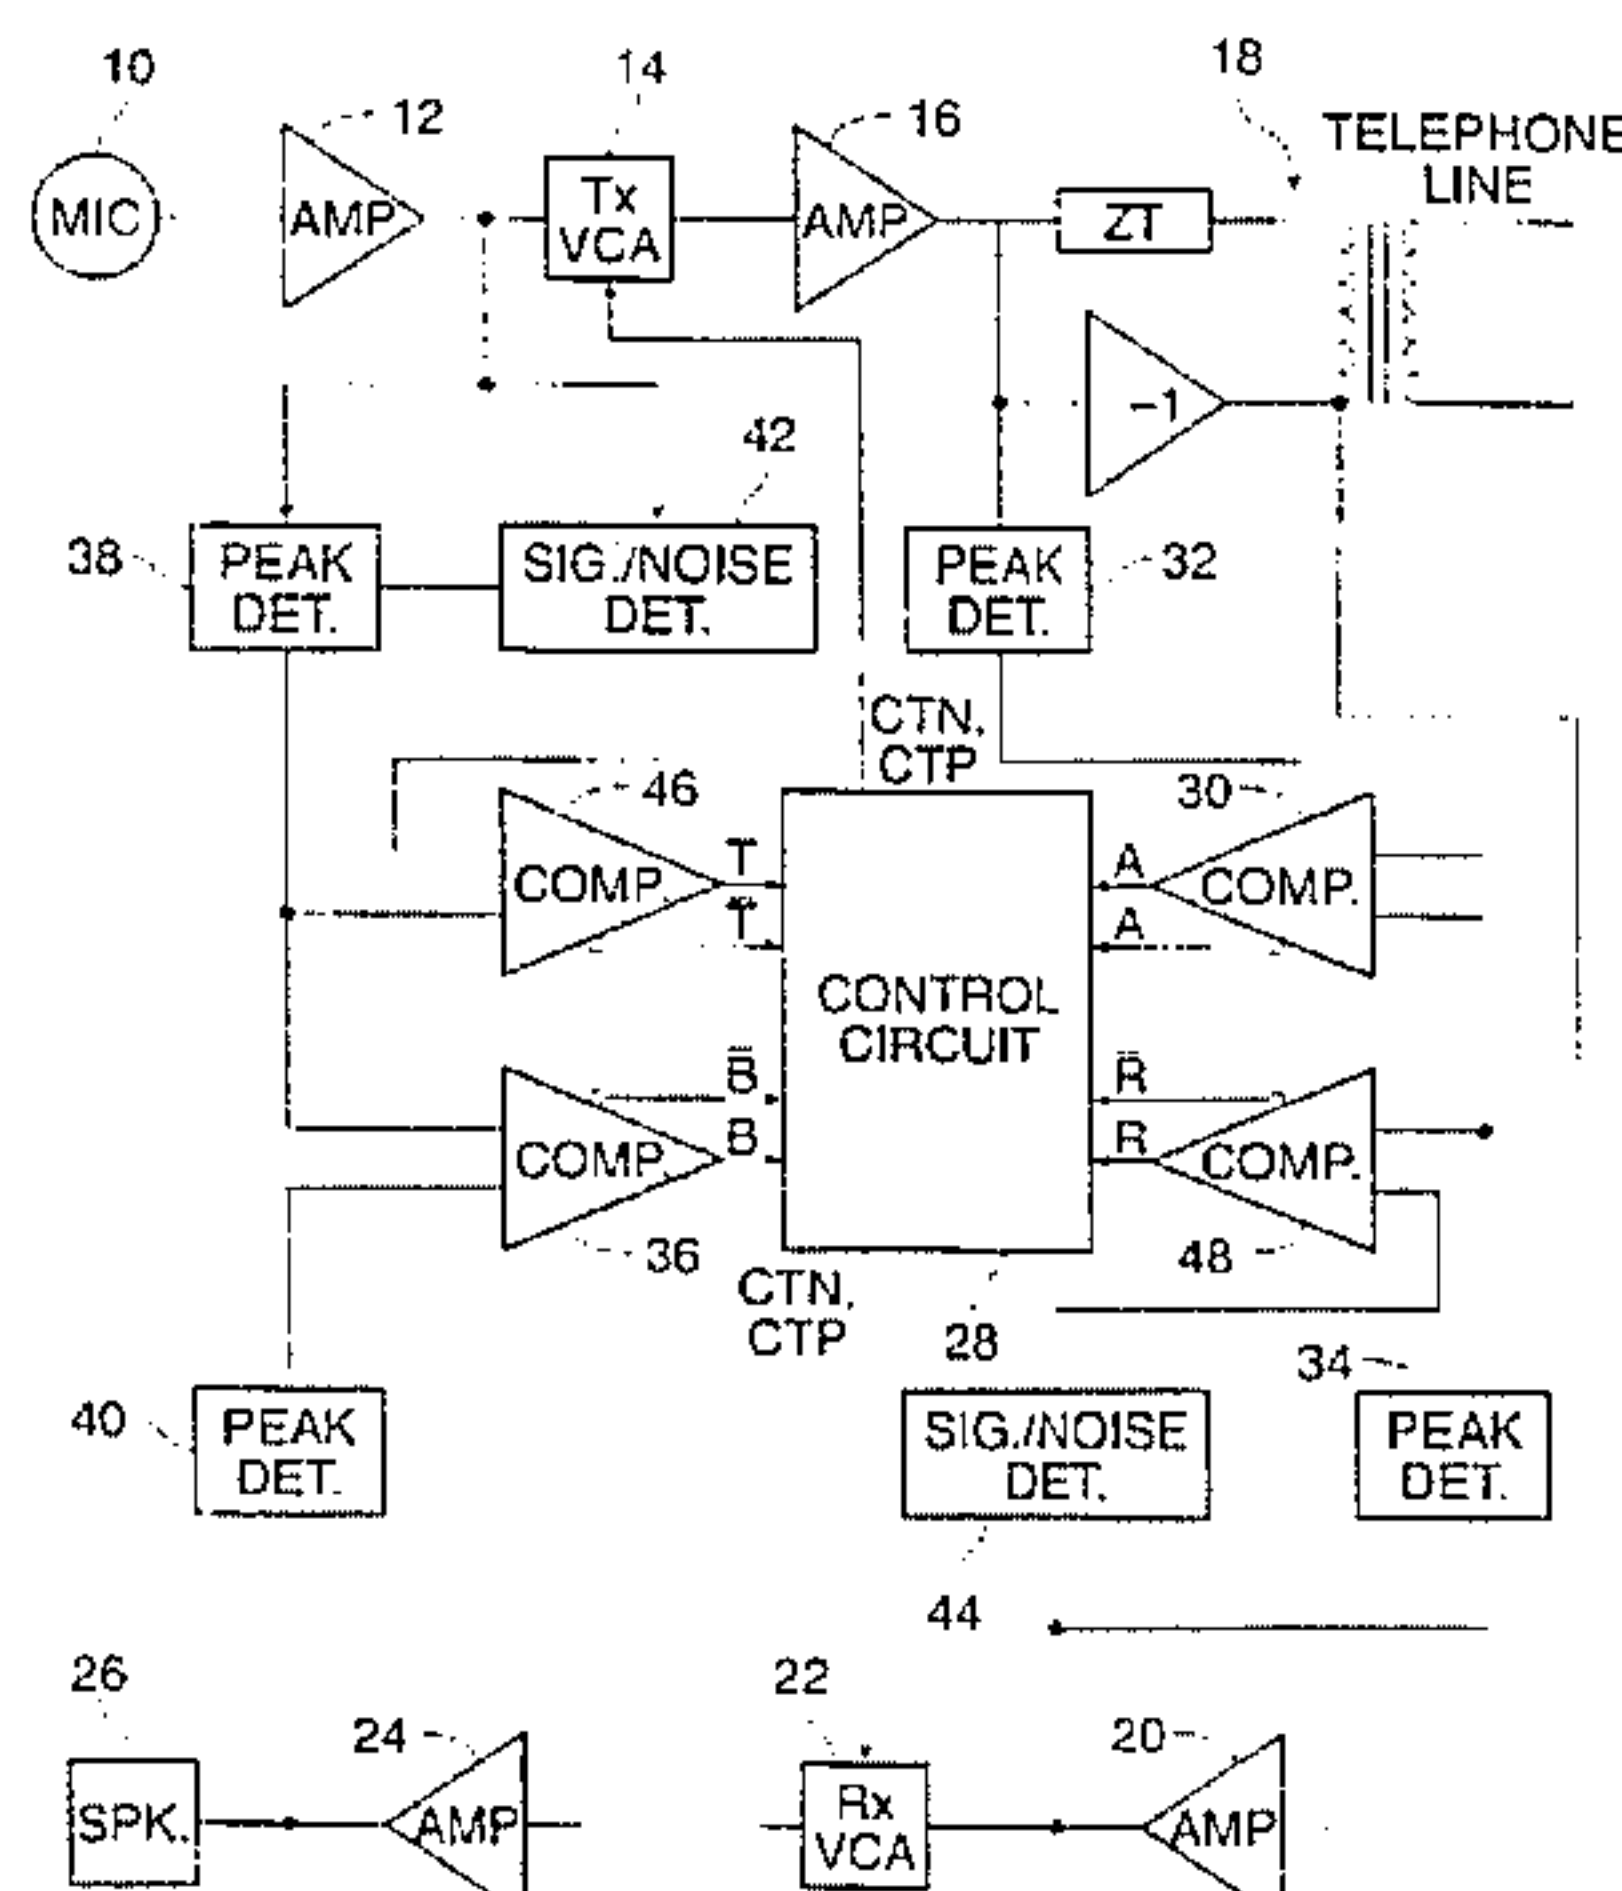 10
12
14
16
18
TELEPHONE
LINE
MIC
AMP
Tx
VCA
AMP
ZT
-1
42
38
PEAK
DET.
SIG./NOISE
DET.
PEAK
DET.
32
CTN,
CTP
46
30
COMP.
T
A
COMP.
T̅
A
CONTROL
CIRCUIT
B̅
R̅
COMP.
B
R
COMP.
36
48
CTN,
CTP
28
34
40
PEAK
DET.
SIG./NOISE
DET.
PEAK
DET.
44
26
22
24
20
SPK.
AMP
Rx
VCA
AMP